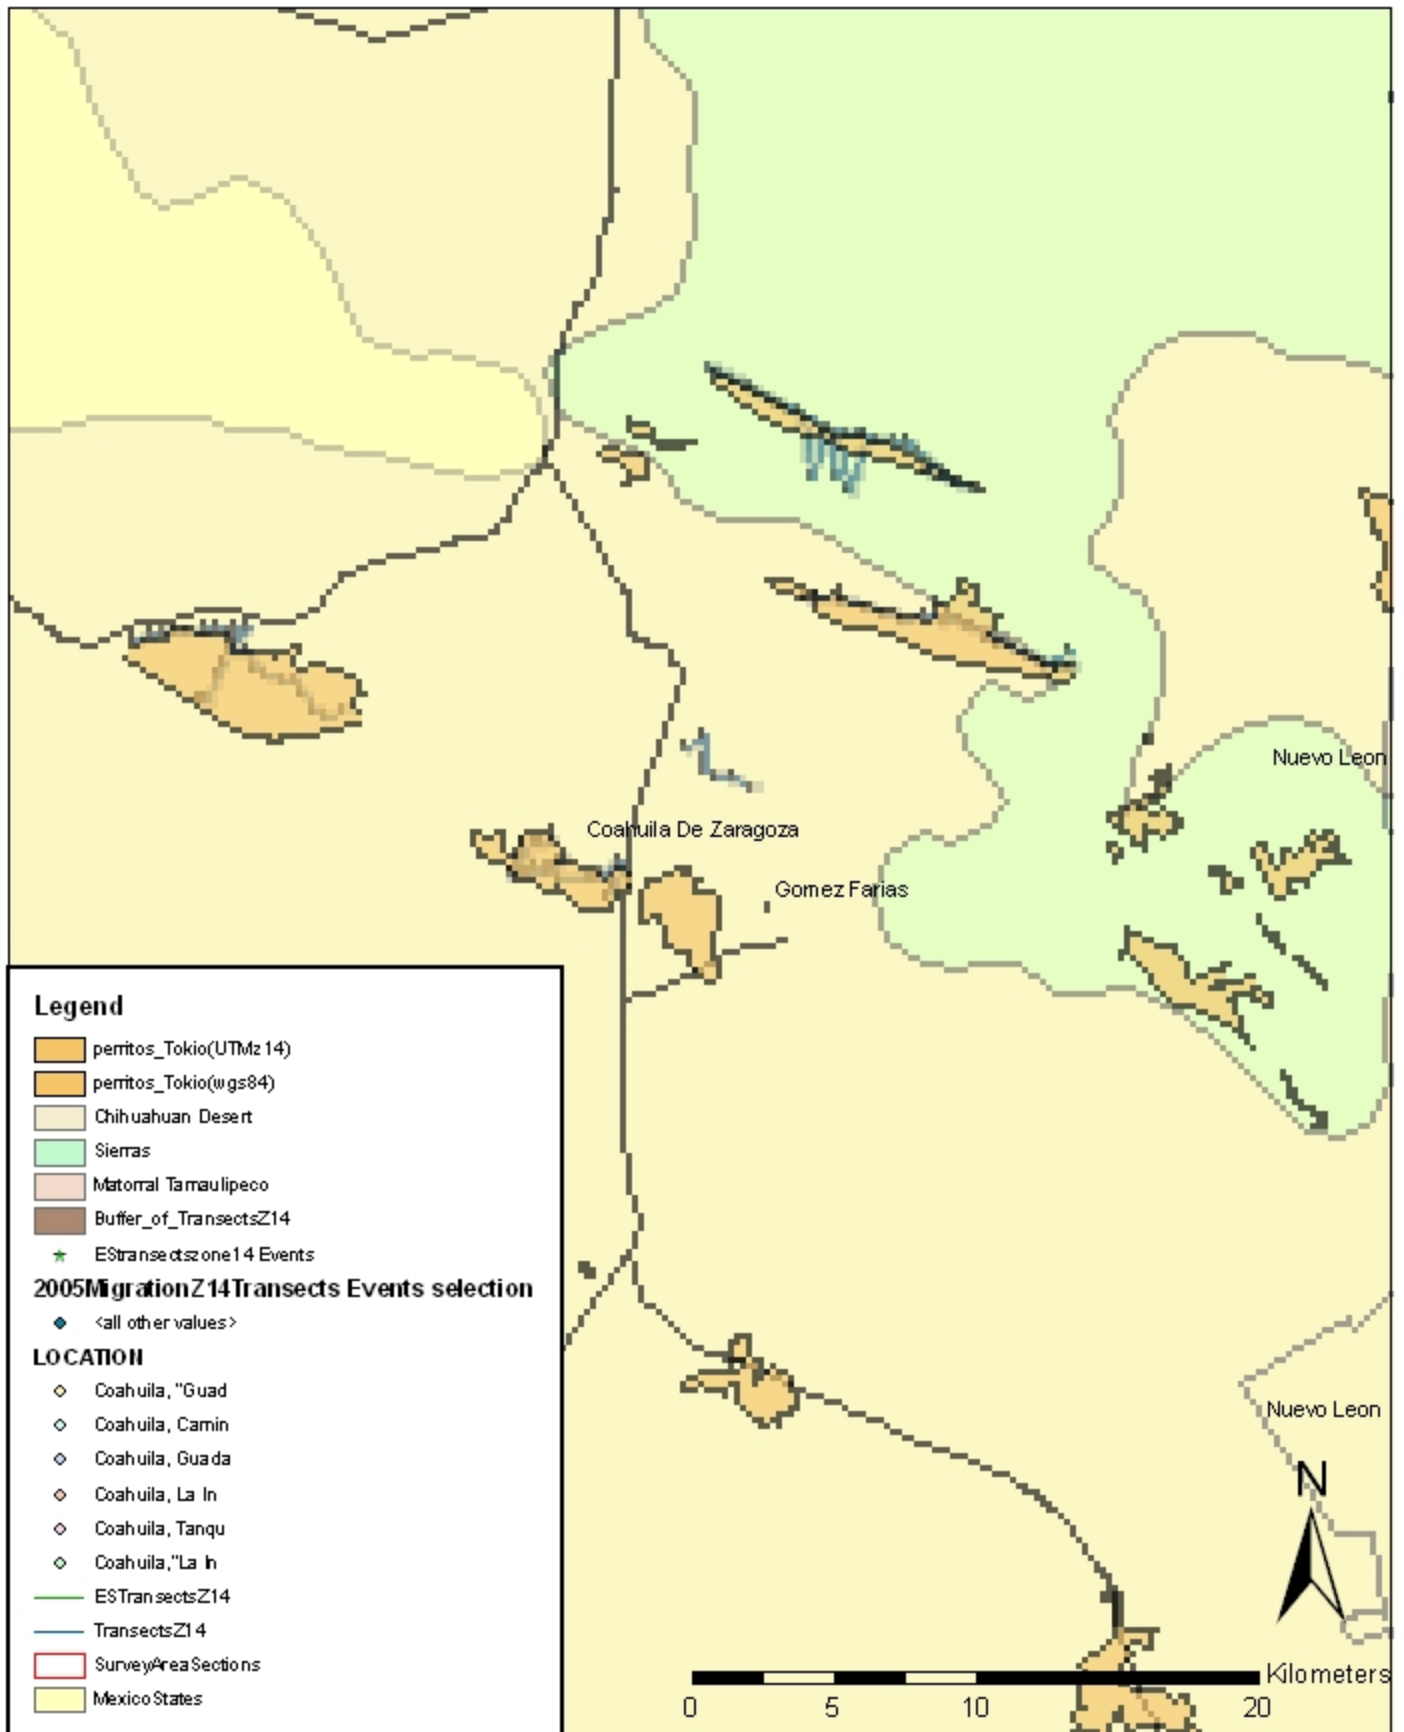 Nuevo Leon
Coahuila De Zaragoza
Gomez Farias
Legend
perritos_Tokio(UTMz14)
perritos_Tokio(wgs84)
Chihuahuan Desert
Sierras
Matorral Tamaulipeco
Buffer_of_TransectsZ14
EStransectszone14 Events
2005MigrationZ14Transects Events selection
<all other values>
LOCATION
Coahuila, "Guad
Coahuila, Camin
Coahuila, Guada
Coahuila, La In
Coahuila, Tanqu
Coahuila,"La In
ESTransectsZ14
TransectsZ14
SurveyAreaSections
MexicoStates
Nuevo Leon
N
Kilometers
0 5 10 20